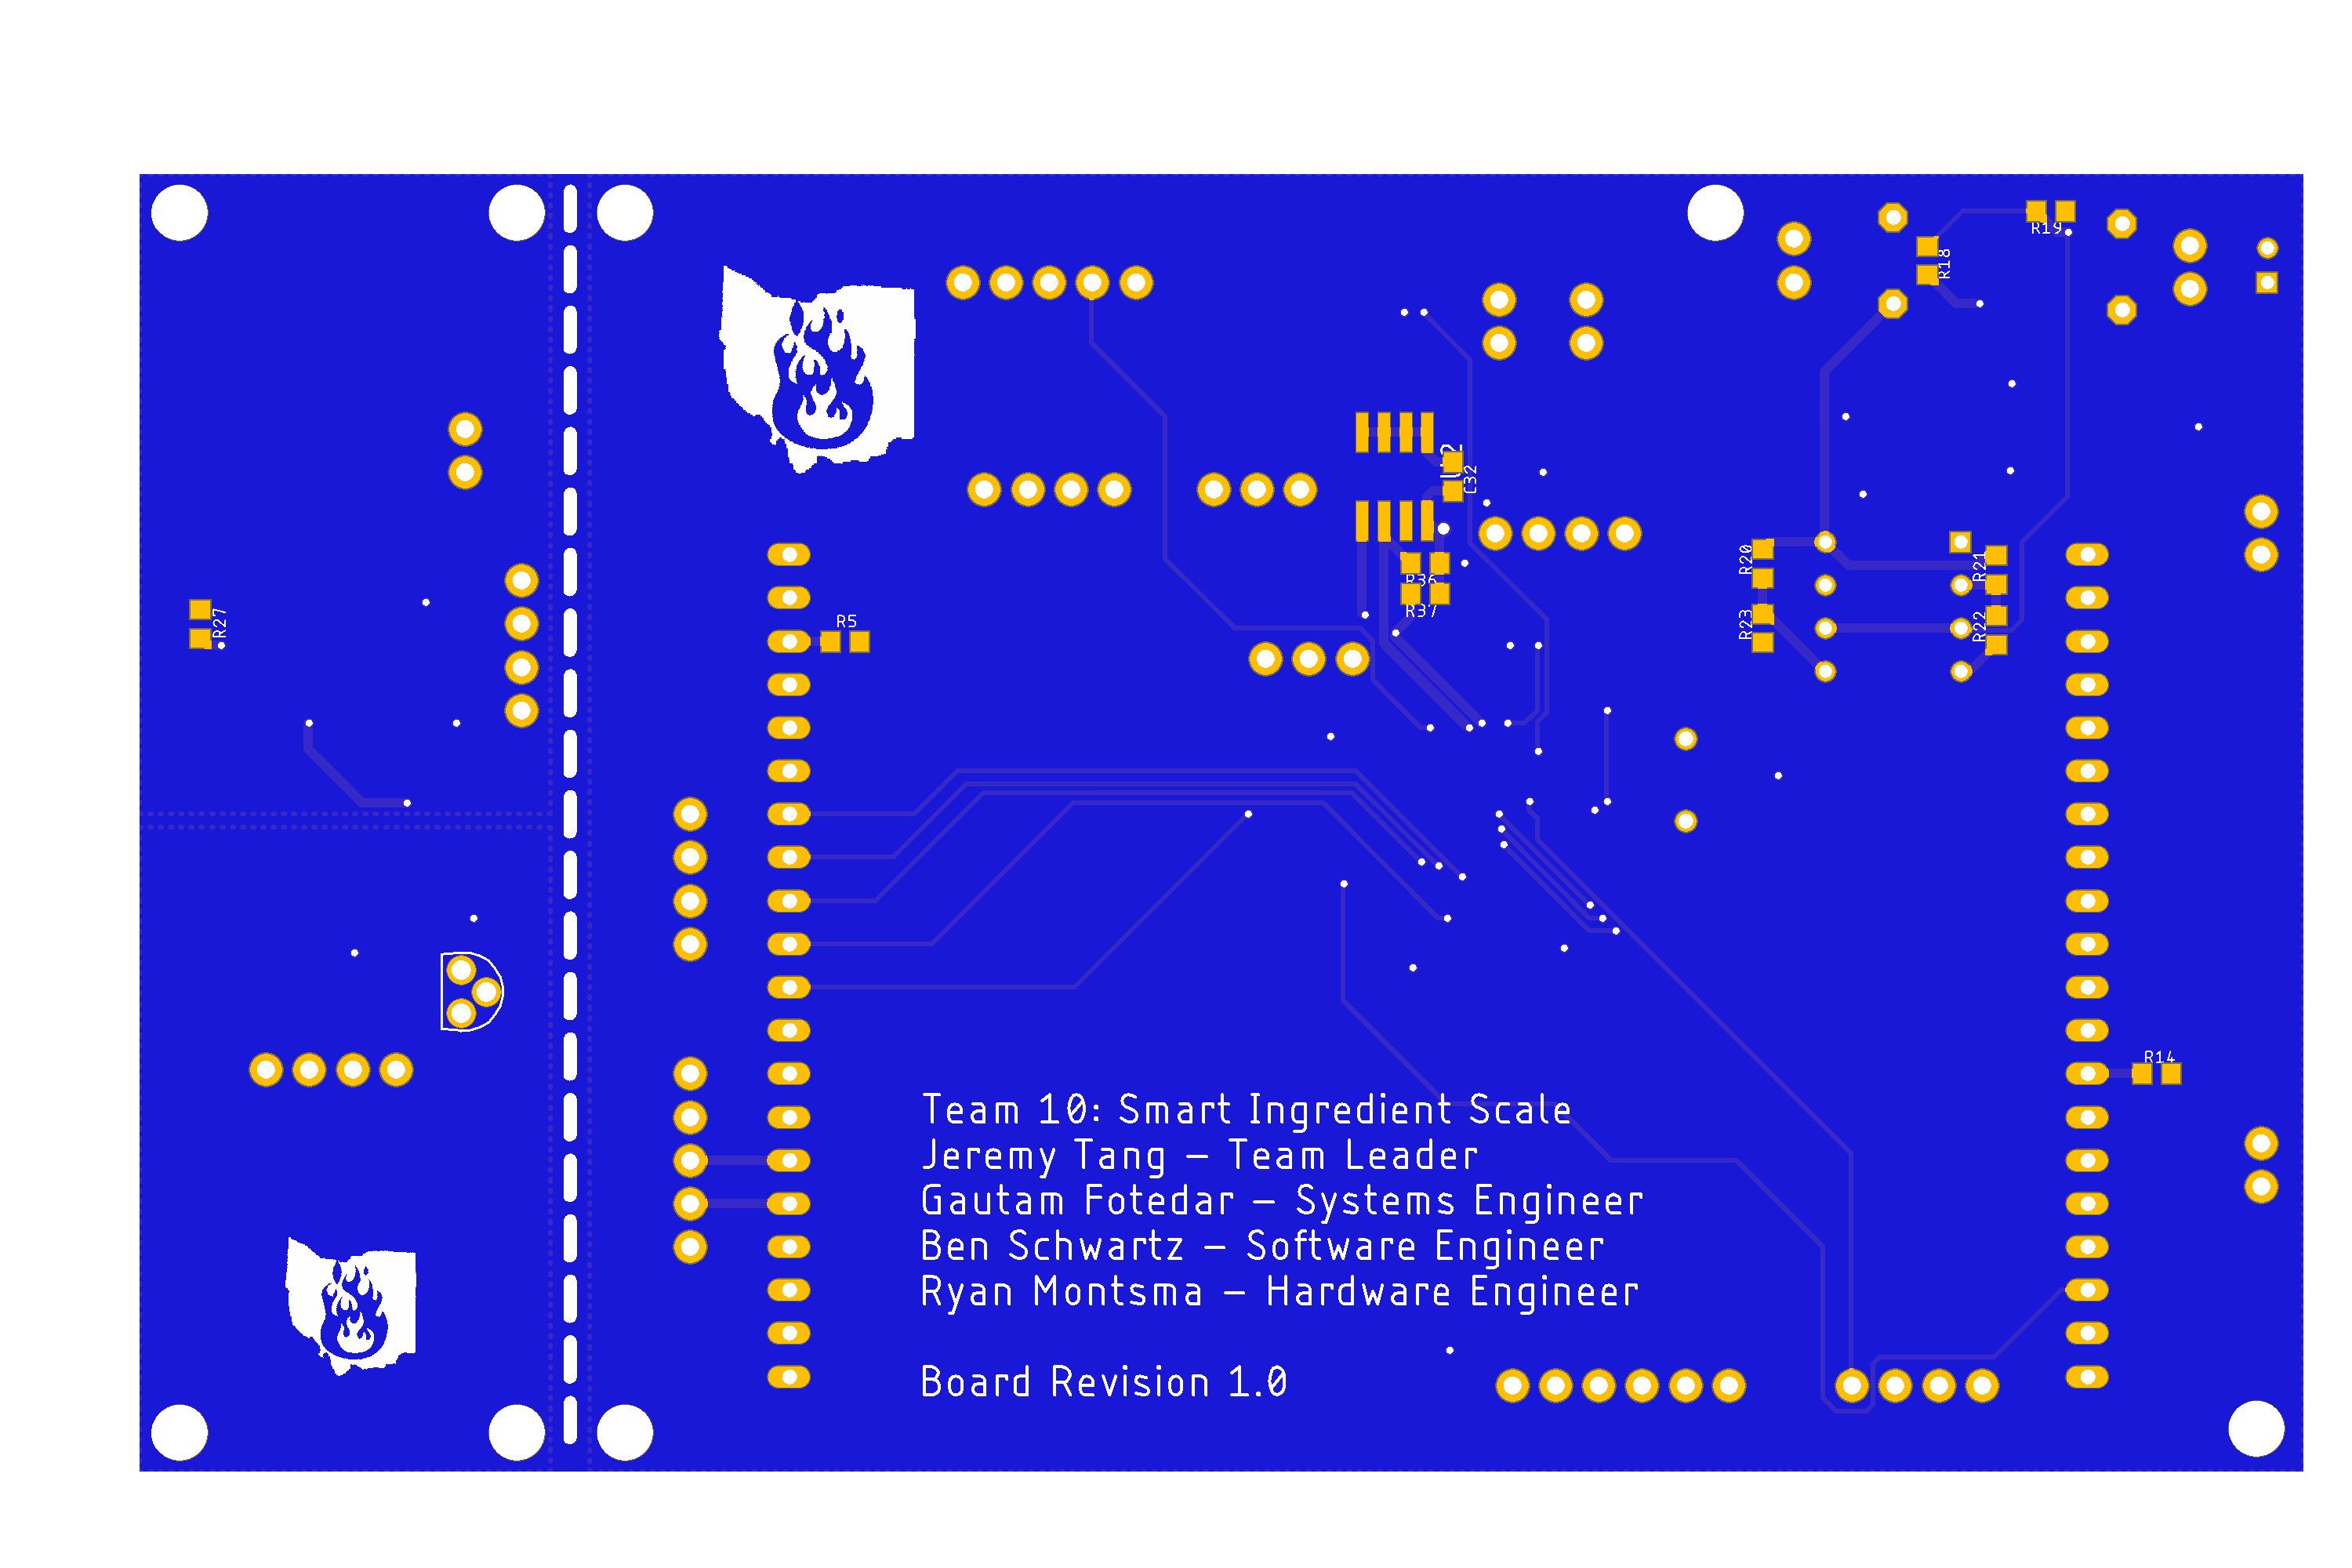 R19
R18
C32
R20
R21
R36
R37
R27
R5
R23
R22
R14
Team 10: Smart Ingredient Scale
Jeremy Tang – Team Leader
Gautam Fotedar – Systems Engineer
Ben Schwartz – Software Engineer
Ryan Montsma – Hardware Engineer
Board Revision 1.0